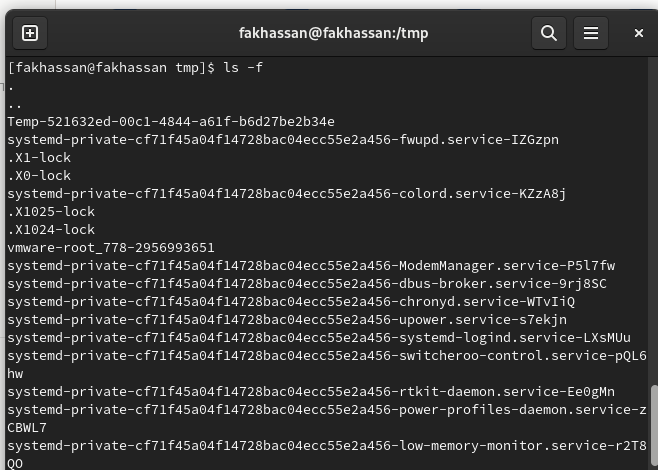 fakhassan@fakhassan:/tmp
[fakhassan@fakhassan tmp]$ ls -f
.
..
Temp-521632ed-00c1-4844-a61f-b6d27be2b34e
systemd-private-cf71f45a04f14728bac04ecc55e2a456-fwupd.service-IZGzpn
.X1-lock
.X0-lock
systemd-private-cf71f45a04f14728bac04ecc55e2a456-colord.service-KZzA8j
.X1025-lock
.X1024-lock
vmware-root_778-2956993651
systemd-private-cf71f45a04f14728bac04ecc55e2a456-ModemManager.service-P5l7fw
systemd-private-cf71f45a04f14728bac04ecc55e2a456-dbus-broker.service-9rj8SC
systemd-private-cf71f45a04f14728bac04ecc55e2a456-chronyd.service-WTvIiQ
systemd-private-cf71f45a04f14728bac04ecc55e2a456-upower.service-s7ekjn
systemd-private-cf71f45a04f14728bac04ecc55e2a456-systemd-logind.service-LXsMUu
systemd-private-cf71f45a04f14728bac04ecc55e2a456-switcheroo-control.service-pQL6
hw
systemd-private-cf71f45a04f14728bac04ecc55e2a456-rtkit-daemon.service-Ee0gMn
systemd-private-cf71f45a04f14728bac04ecc55e2a456-power-profiles-daemon.service-z
CBWL7
systemd-private-cf71f45a04f14728bac04ecc55e2a456-low-memory-monitor.service-r2T8
QO